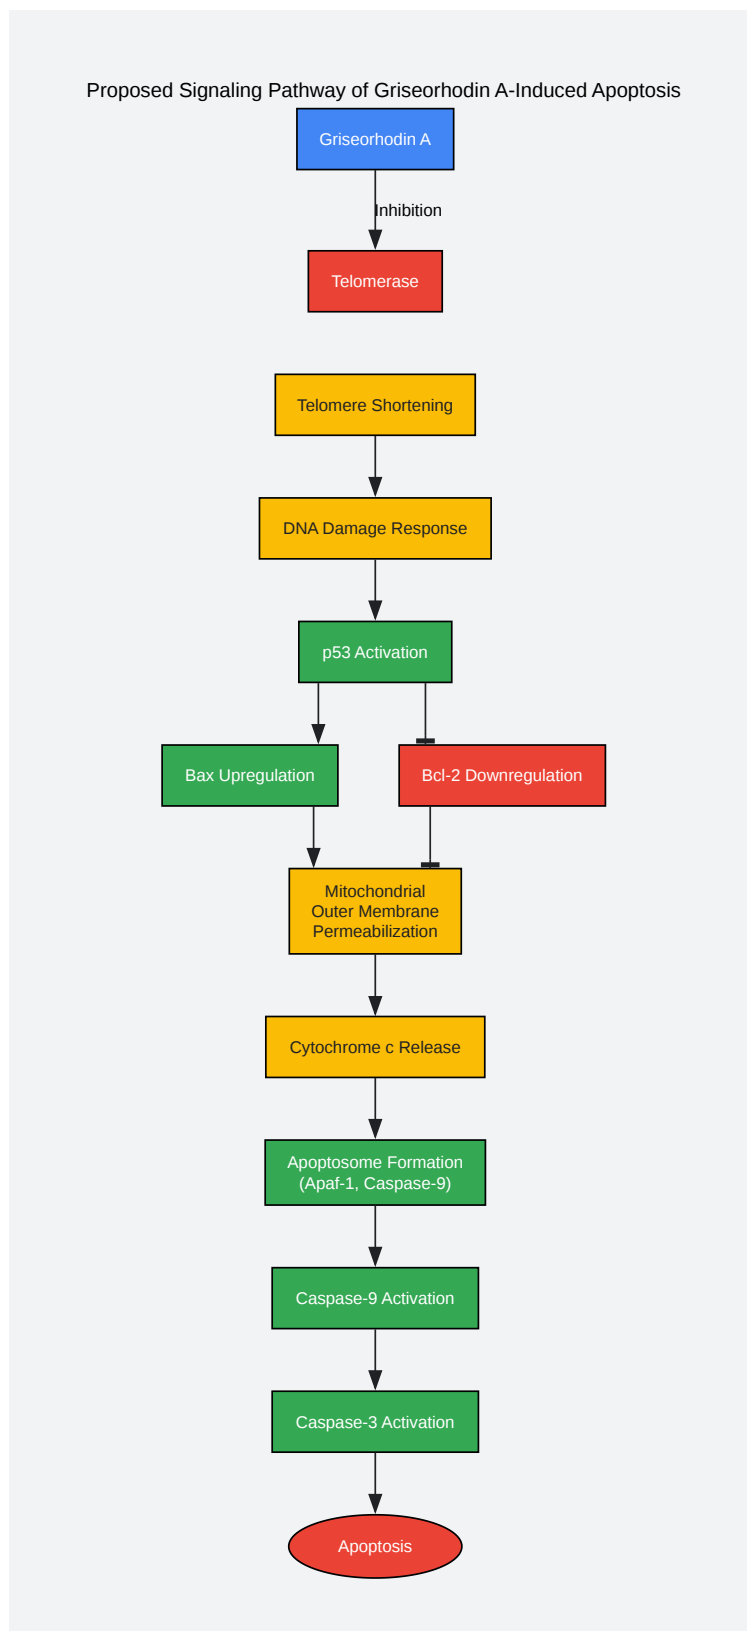 Proposed Signaling Pathway of Griseorhodin A-Induced Apoptosis
Griseorhodin A
Inhibition
Telomerase
Telomere Shortening
DNA Damage Response
p53 Activation
Bax Upregulation
Bcl-2 Downregulation
Mitochondrial
Outer Membrane
Permeabilization
Cytochrome c Release
Apoptosome Formation
(Apaf-1, Caspase-9)
Caspase-9 Activation
Caspase-3 Activation
Apoptosis